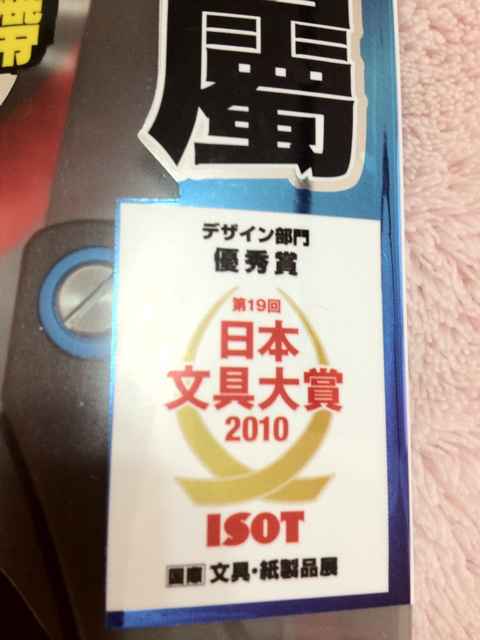 屬
デザイン部門
優秀賞
第19回
日本
文具大賞
2010
ISOT
国際 文具・紙製品展